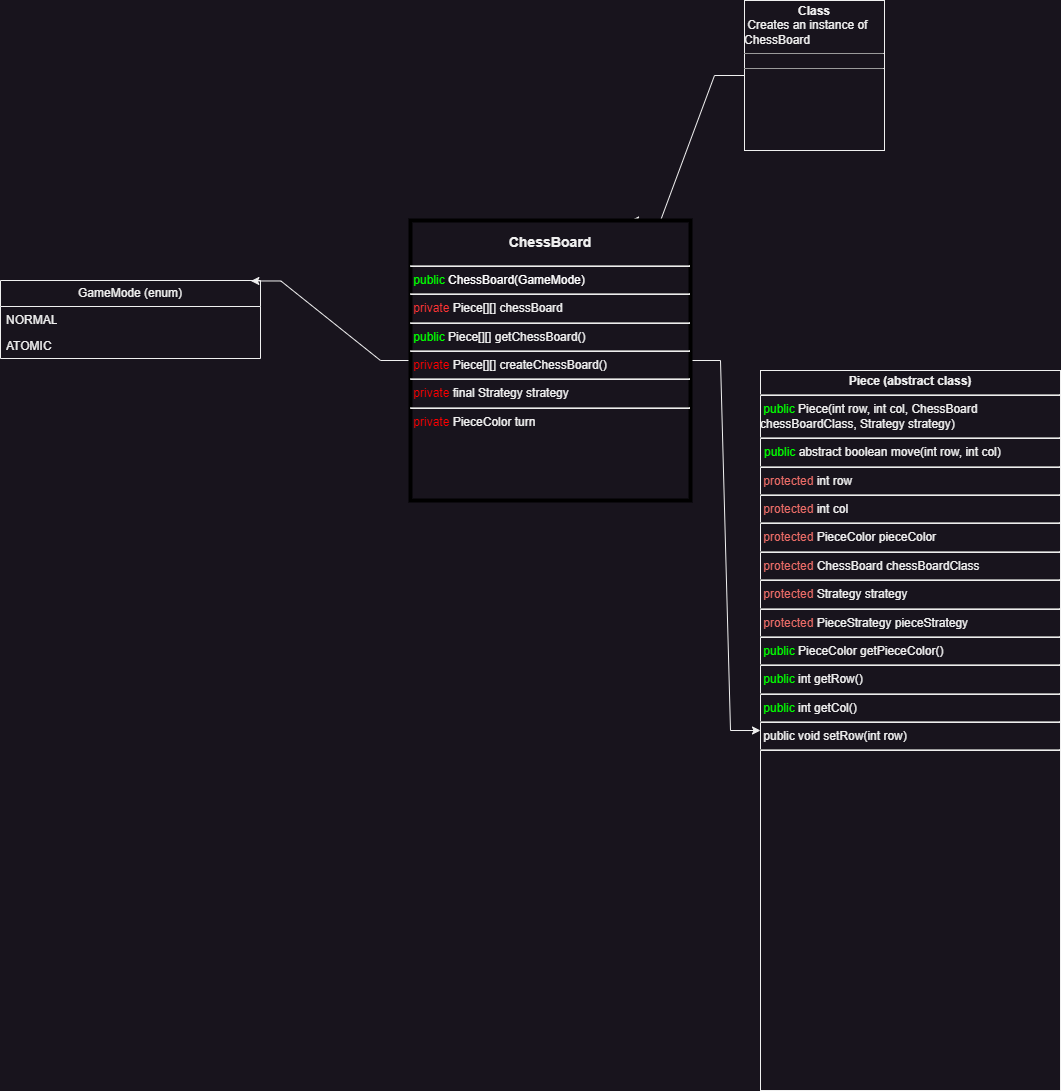 Class
Creates an instance of
ChessBoard
ChessBoard
public ChessBoard(GameMode)
private Piece[][] chessBoard
public Piece[][] getChessBoard()
private Piece[][] createChessBoard()
private final Strategy strategy
private PieceColor turn
GameMode (enum)
NORMAL
ATOMIC
Piece (abstract class)
public Piece(int row, int col, ChessBoard
chessBoardClass, Strategy strategy)
public abstract boolean move(int row, int col)
protected int row
protected int col
protected PieceColor pieceColor
protected ChessBoard chessBoardClass
protected Strategy strategy
protected PieceStrategy pieceStrategy
public PieceColor getPieceColor()
public int getRow()
public int getCol()
public void setRow(int row)